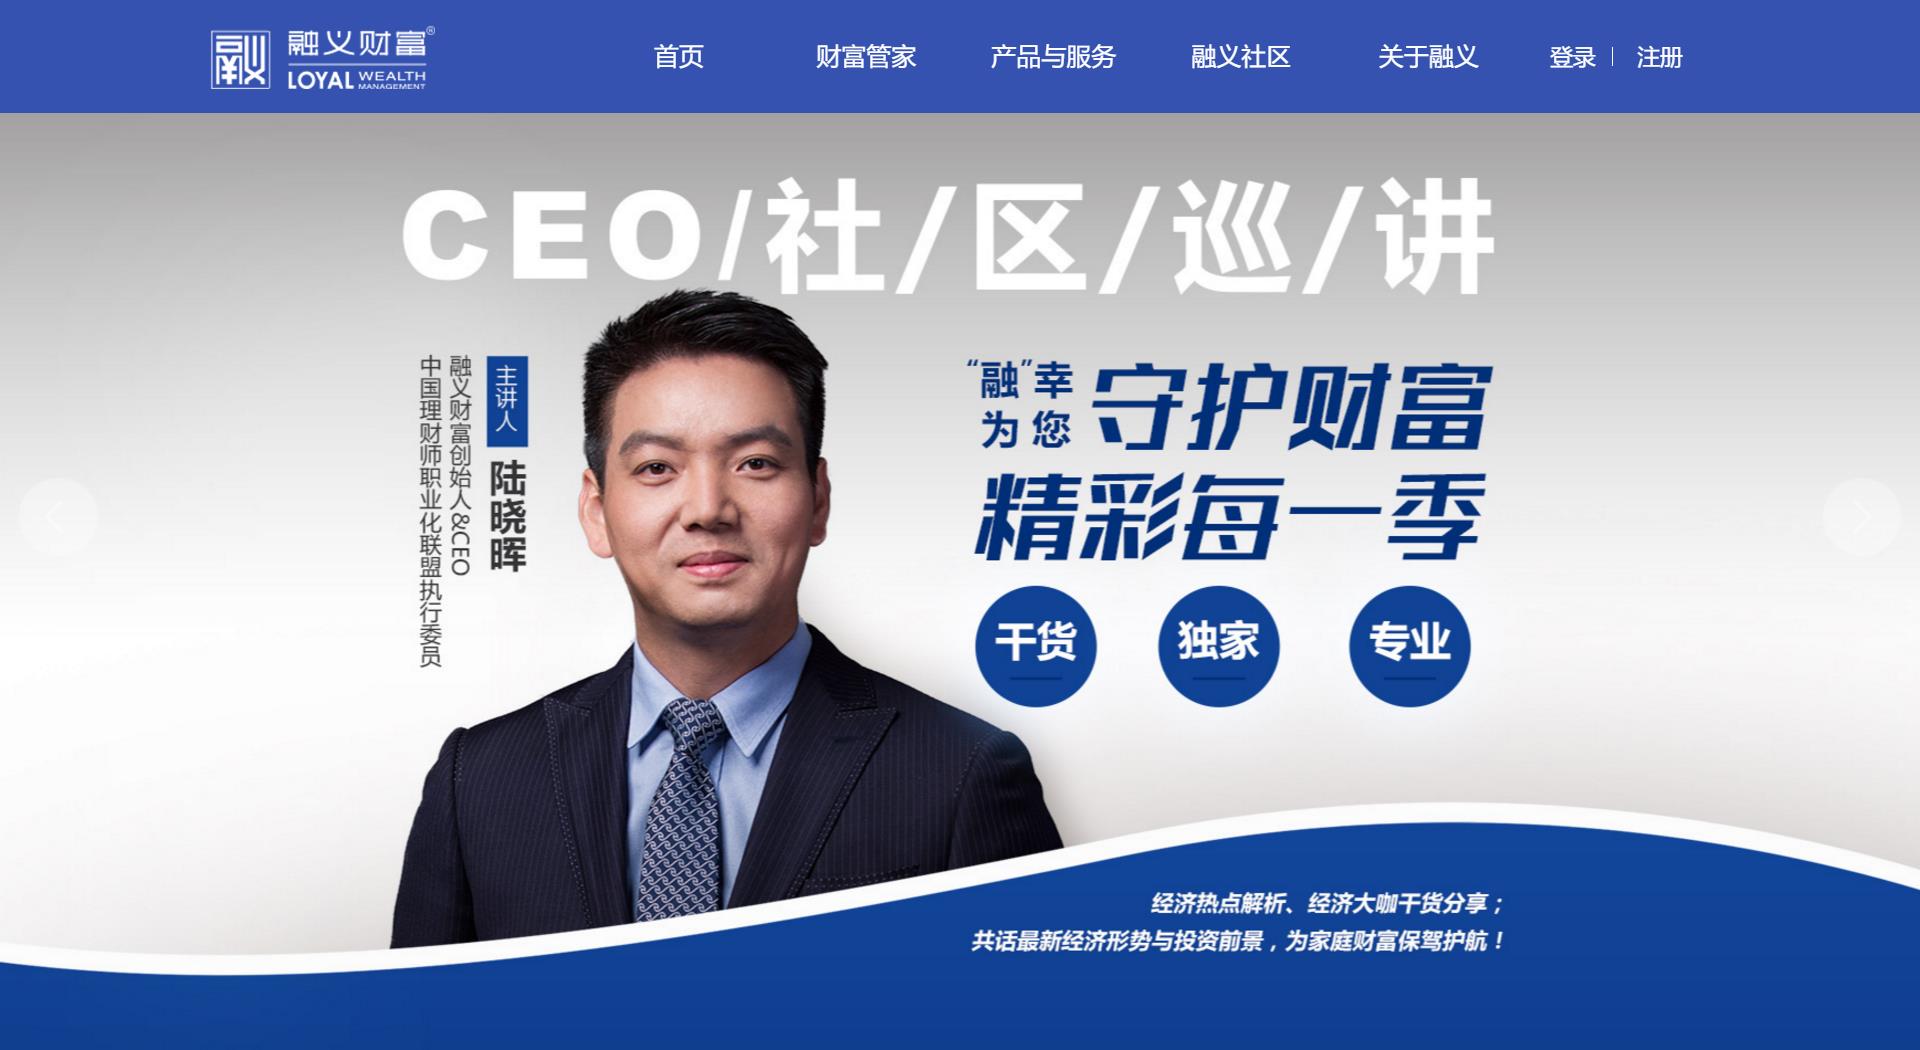 融义
融义财富®
LOYAL WEALTH MANAGEMENT
首页
财富管家
产品与服务
融义社区
关于融义
登录
注册
CEO/社/区/巡/讲
主讲人
陆晓晖
融义财富创始人&CEO
中国理财师职业化联盟执行委员
“融”幸为您
守护财富
精彩每一季
干货
独家
专业
经济热点解析、经济大咖干货分享；
共话最新经济形势与投资前景，为家庭财富保驾护航！